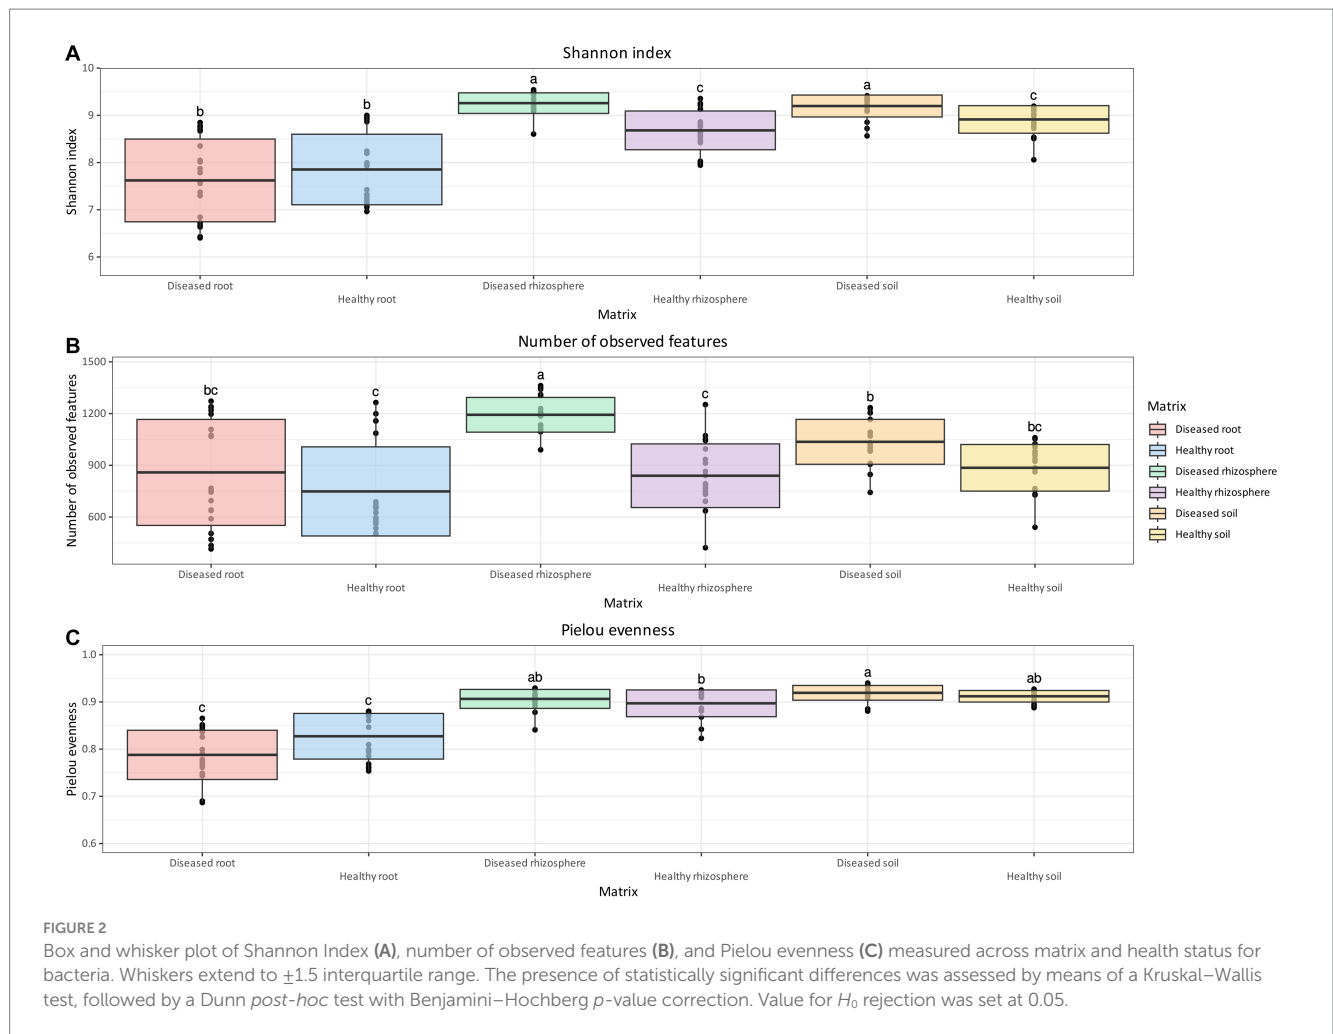 A
Shannon index
10
9
8
7
6
Shannon index
b
b
a
c
a
c
Diseased root
Healthy root
Diseased rhizosphere
Healthy rhizosphere
Diseased soil
Healthy soil
Matrix
B
Number of observed features
1500
1200
900
600
Number of observed features
bc
c
a
c
b
bc
Diseased root
Healthy root
Diseased rhizosphere
Healthy rhizosphere
Diseased soil
Healthy soil
Matrix
Matrix
Diseased root
Healthy root
Diseased rhizosphere
Healthy rhizosphere
Diseased soil
Healthy soil
C
Pielou evenness
1.0
0.9
0.8
0.7
0.6
Pielou evenness
c
c
ab
b
a
ab
Diseased root
Healthy root
Diseased rhizosphere
Healthy rhizosphere
Diseased soil
Healthy soil
Matrix
FIGURE 2
Box and whisker plot of Shannon Index (A), number of observed features (B), and Pielou evenness (C) measured across matrix and health status for
bacteria. Whiskers extend to ±1.5 interquartile range. The presence of statistically significant differences was assessed by means of a Kruskal–Wallis
test, followed by a Dunn post-hoc test with Benjamini–Hochberg p-value correction. Value for H₀ rejection was set at 0.05.